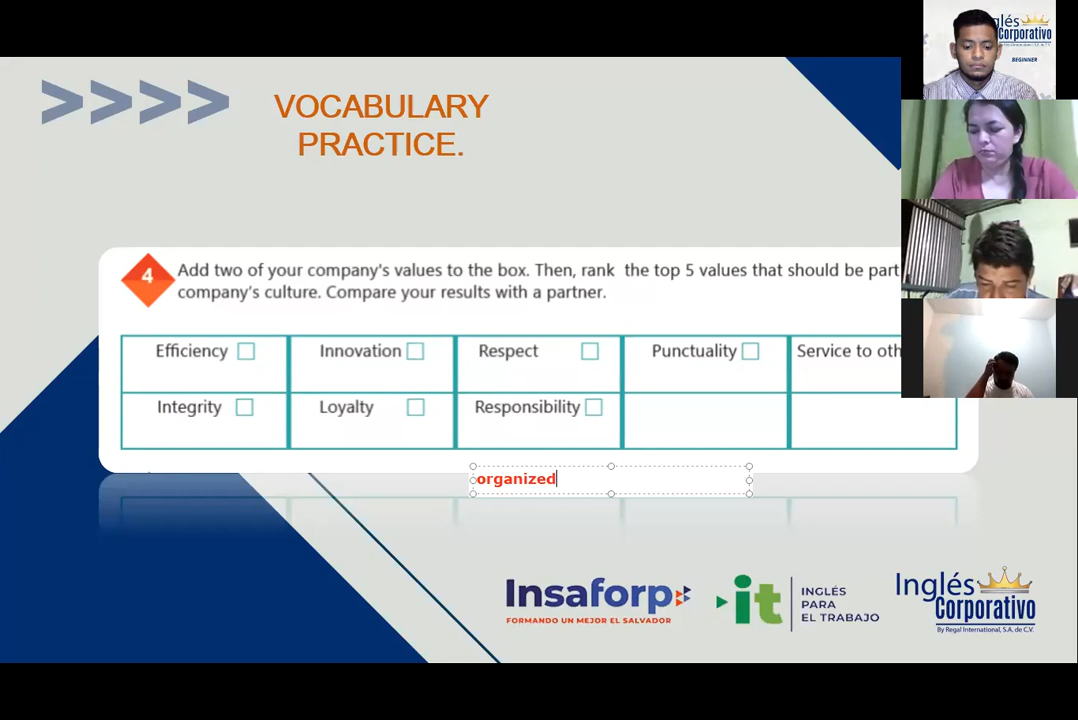 >>>>
VOCABULARY
PRACTICE.
4
Add two of your company's values to the box. Then, rank the top 5 values that should be part
company's culture. Compare your results with a partner.
Efficiency
Innovation
Respect
Punctuality
Service to oth
Integrity
Loyalty
Responsibility
organized
Insaforp
FORMANDO UN MEJOR EL SALVADOR
it
INGLÉS
PARA
EL TRABAJO
Inglés
Corporativo
By Regal International, S.A. de C.V.
glés
Corporativo
BEGINNER